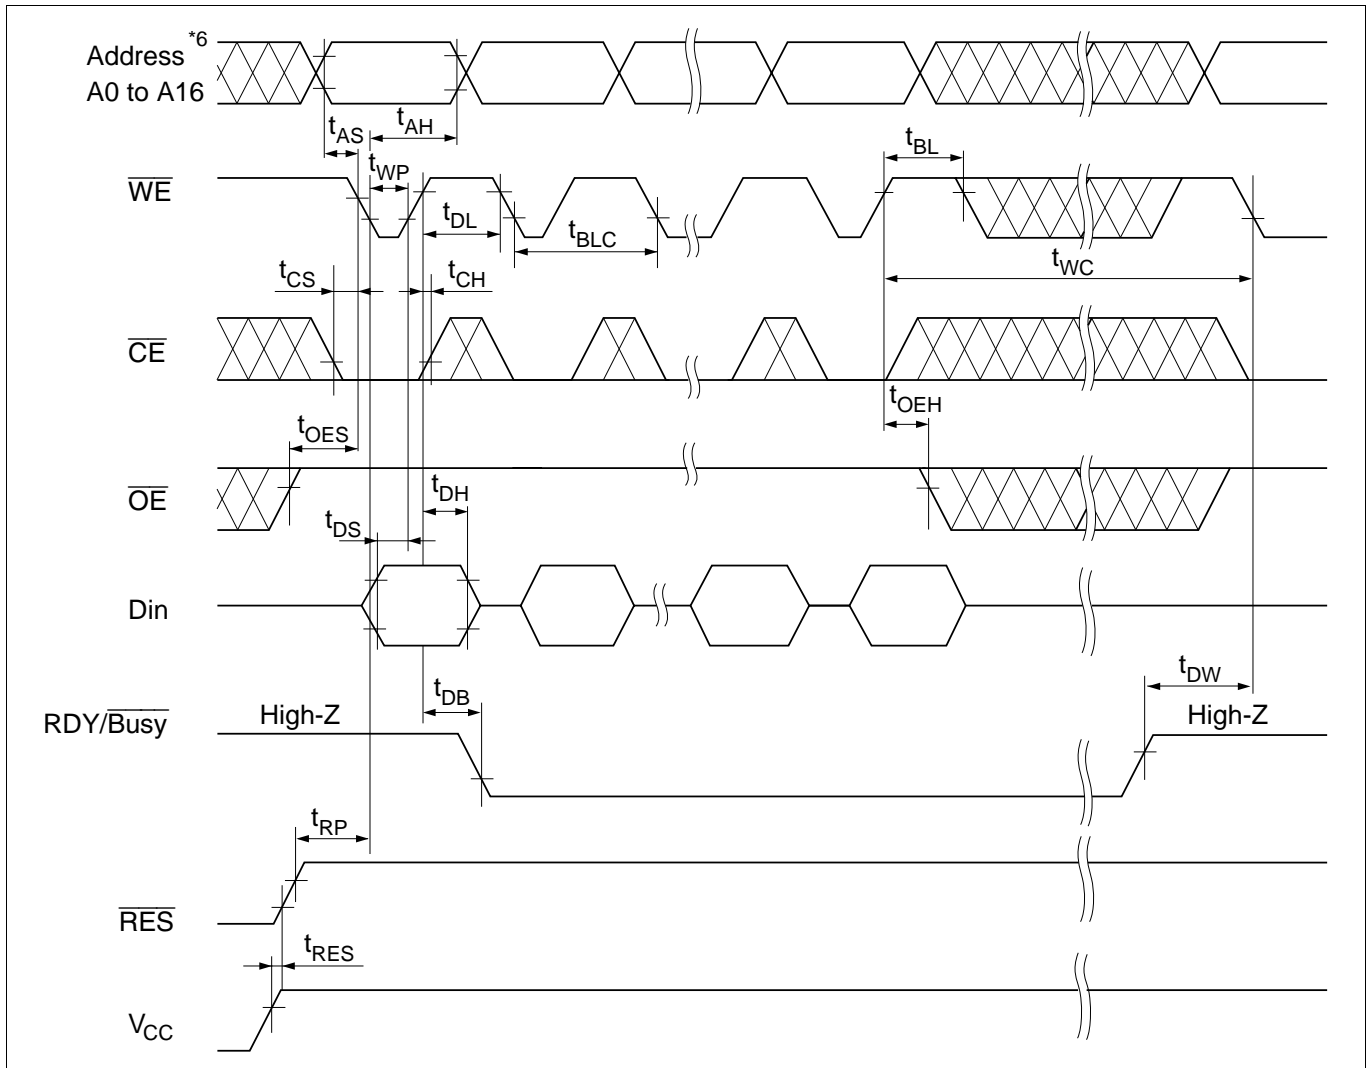 Address *6
A0 to A16
tAS
tAH
tWP
tBL
WE
tDL
tBLC
tWC
tCS
tCH
CE
tOEH
tOES
OE
tDH
tDS
Din
tDW
tDB
RDY/Busy
High-Z
High-Z
tRP
RES
tRES
VCC